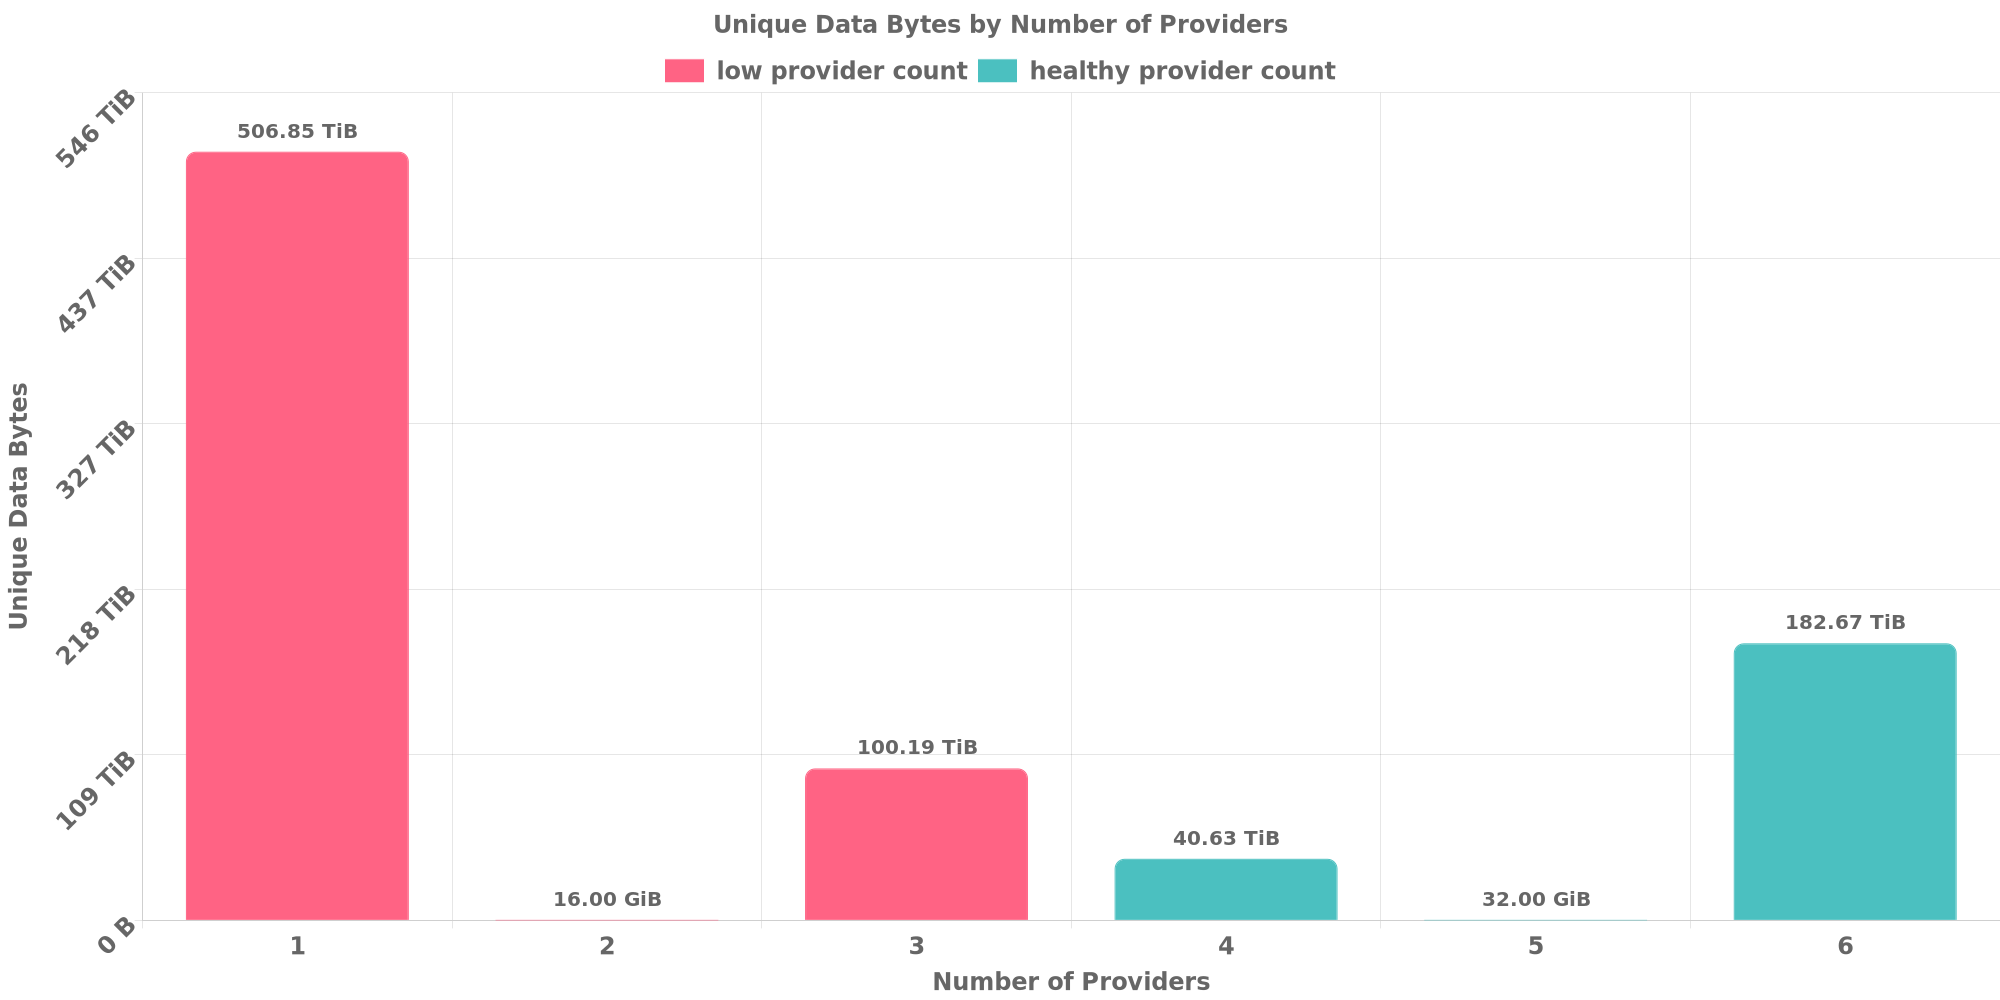 Unique Data Bytes by Number of Providers
low provider count healthy provider count
546 TiB
437 TiB
327 TiB
218 TiB
109 TiB
0 B
Unique Data Bytes
506.85 TiB
16.00 GiB
100.19 TiB
40.63 TiB
32.00 GiB
182.67 TiB
1 2 3 4 5 6
Number of Providers